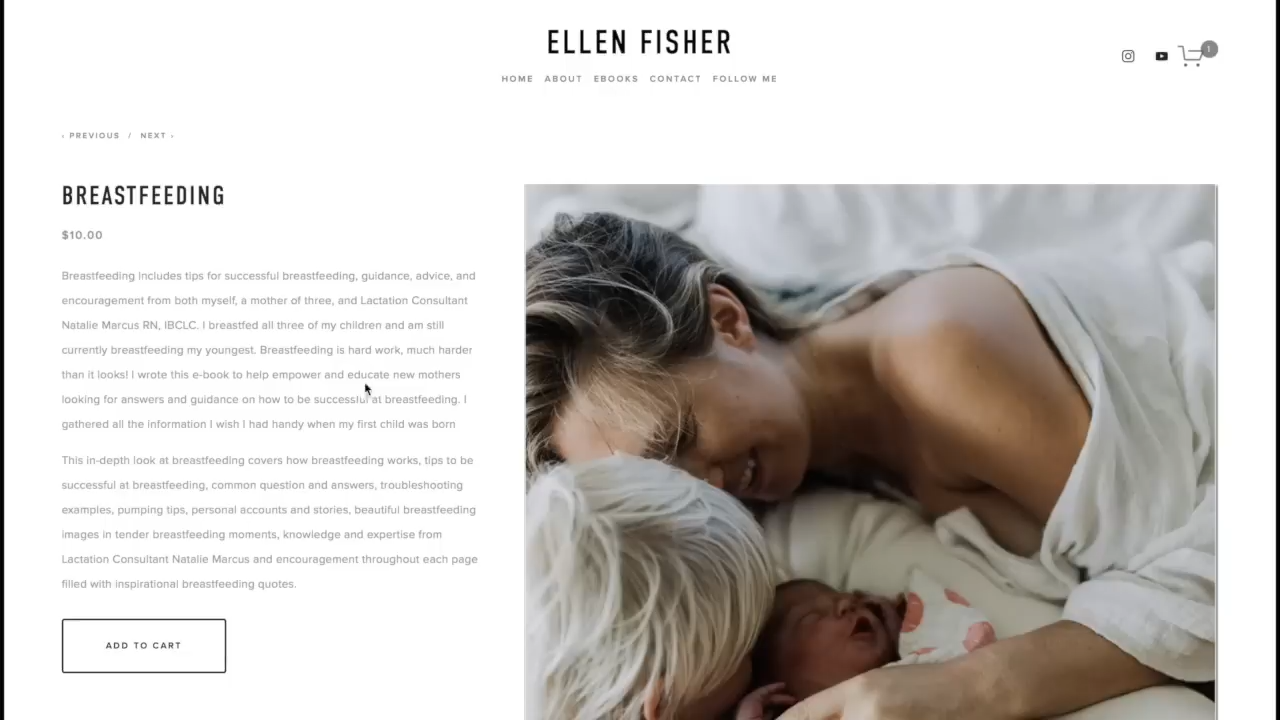 ELLEN FISHER
HOME ABOUT EBOOKS CONTACT FOLLOW ME
1
‹ PREVIOUS / NEXT ›
BREASTFEEDING
$10.00
Breastfeeding includes tips for successful breastfeeding, guidance, advice, and
encouragement from both myself, a mother of three, and Lactation Consultant
Natalie Marcus RN, IBCLC. I breastfed all three of my children and am still
currently breastfeeding my youngest. Breastfeeding is hard work, much harder
than it looks! I wrote this e-book to help empower and educate new mothers
looking for answers and guidance on how to be successful at breastfeeding. I
gathered all the information I wish I had handy when my first child was born
This in-depth look at breastfeeding covers how breastfeeding works, tips to be
successful at breastfeeding, common question and answers, troubleshooting
examples, pumping tips, personal accounts and stories, beautiful breastfeeding
images in tender breastfeeding moments, knowledge and expertise from
Lactation Consultant Natalie Marcus and encouragement throughout each page
filled with inspirational breastfeeding quotes.
ADD TO CART